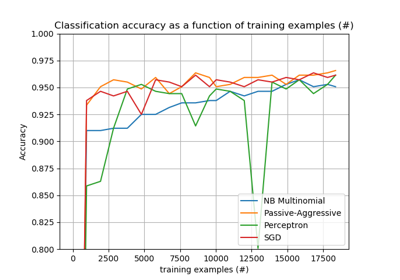 Classification accuracy as a function of training examples (#)
1.000
0.975
0.950
0.925
0.900
0.875
0.850
0.825
0.800
Accuracy
NB Multinomial
Passive-Aggressive
Perceptron
SGD
0 2500 5000 7500 10000 12500 15000 17500
training examples (#)